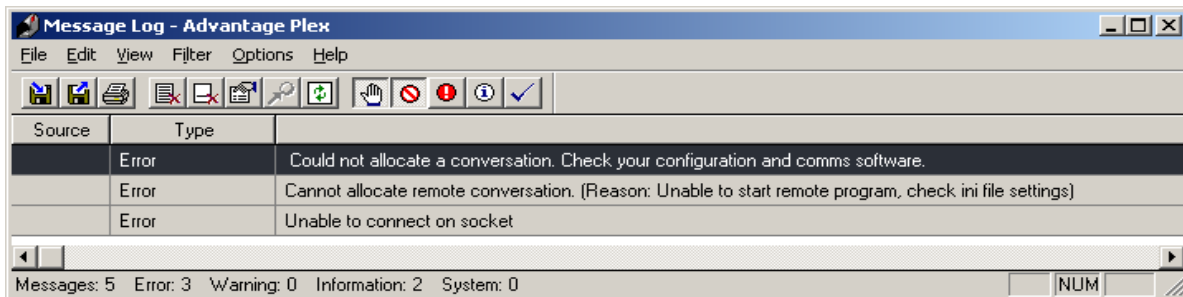 Message Log - Advantage Plex
File Edit View Filter Options Help
Source Type
Error Could not allocate a conversation. Check your configuration and comms software.
Error Cannot allocate remote conversation. (Reason: Unable to start remote program, check ini file settings)
Error Unable to connect on socket
Messages: 5 Error: 3 Warning: 0 Information: 2 System: 0 NUM